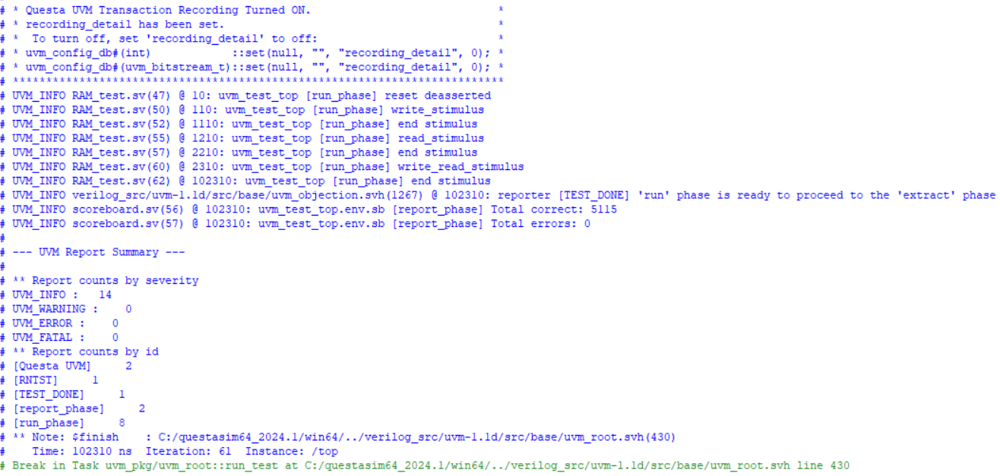 # * Questa UVM Transaction Recording Turned ON. *
# * recording_detail has been set. *
# * To turn off, set 'recording_detail' to off: *
# * uvm_config_db#(int) ::set(null, "", "recording_detail", 0); *
# * uvm_config_db#(uvm_bitstream_t)::set(null, "", "recording_detail", 0); *
# ***************************************************************************
# UVM_INFO RAM_test.sv(47) @ 10: uvm_test_top [run_phase] reset deasserted
# UVM_INFO RAM_test.sv(50) @ 110: uvm_test_top [run_phase] write_stimulus
# UVM_INFO RAM_test.sv(52) @ 1110: uvm_test_top [run_phase] end stimulus
# UVM_INFO RAM_test.sv(55) @ 1210: uvm_test_top [run_phase] read_stimulus
# UVM_INFO RAM_test.sv(57) @ 2210: uvm_test_top [run_phase] end stimulus
# UVM_INFO RAM_test.sv(60) @ 2310: uvm_test_top [run_phase] write_read_stimulus
# UVM_INFO RAM_test.sv(62) @ 102310: uvm_test_top [run_phase] end stimulus
# UVM_INFO verilog_src/uvm-1.1d/src/base/uvm_objection.svh(1267) @ 102310: reporter [TEST_DONE] 'run' phase is ready to proceed to the 'extract' phase
# UVM_INFO scoreboard.sv(56) @ 102310: uvm_test_top.env.sb [report_phase] Total correct: 5115
# UVM_INFO scoreboard.sv(57) @ 102310: uvm_test_top.env.sb [report_phase] Total errors: 0
#
# --- UVM Report Summary ---
#
# ** Report counts by severity
# UVM_INFO : 14
# UVM_WARNING : 0
# UVM_ERROR : 0
# UVM_FATAL : 0
# ** Report counts by id
# [Questa UVM] 2
# [RNTST] 1
# [TEST_DONE] 1
# [report_phase] 2
# [run_phase] 8
# ** Note: $finish : C:/questasim64_2024.1/win64/../verilog_src/uvm-1.1d/src/base/uvm_root.svh(430)
# Time: 102310 ns Iteration: 61 Instance: /top
# Break in Task uvm_pkg/uvm_root::run_test at C:/questasim64_2024.1/win64/../verilog_src/uvm-1.1d/src/base/uvm_root.svh line 430